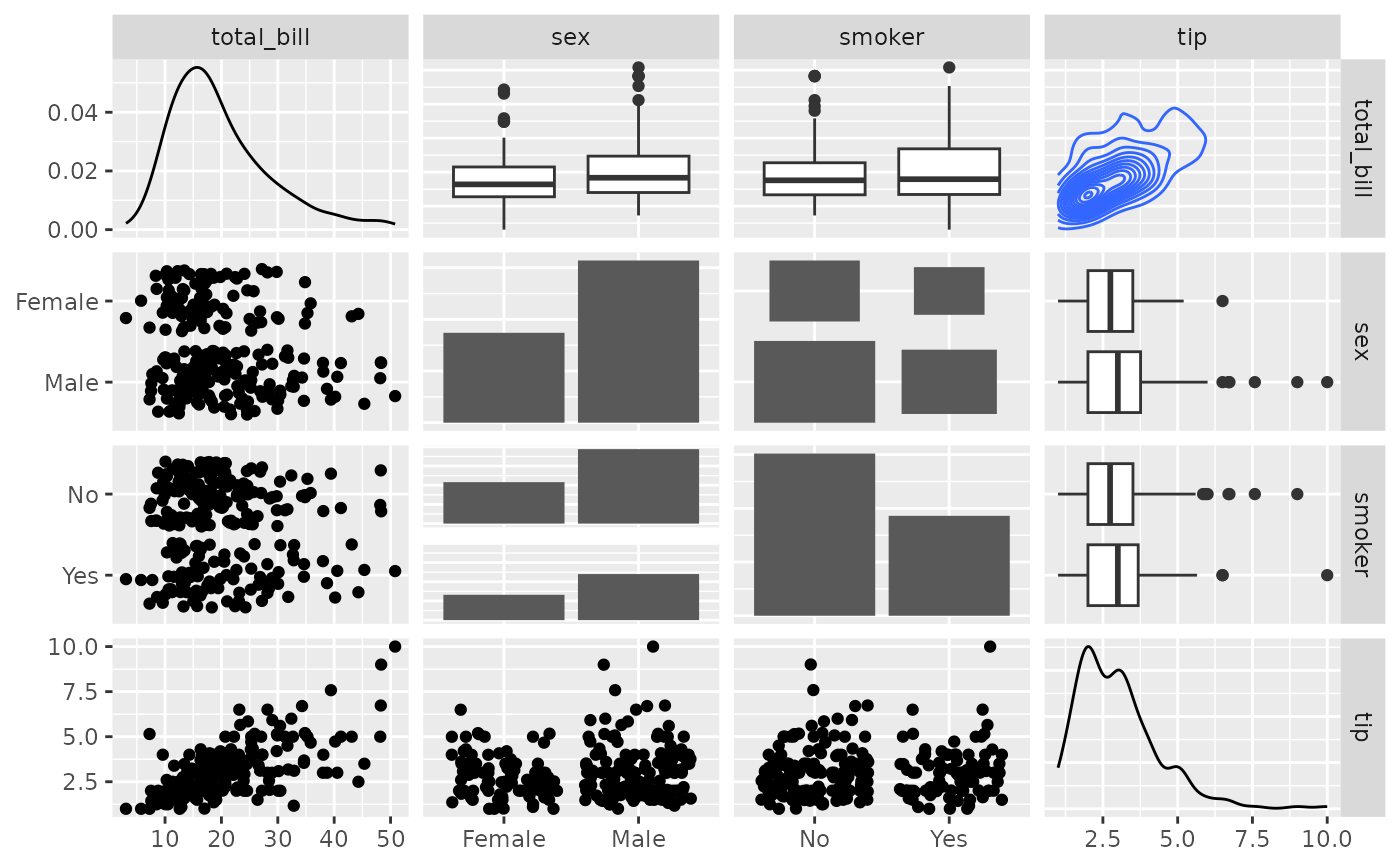 total_bill sex smoker tip
0.04
0.02
0.00
total_bill
Female
Male
sex
No
Yes
smoker
10.0
7.5
5.0
2.5
tip
10 20 30 40 50 Female Male No Yes 2.5 5.0 7.5 10.0